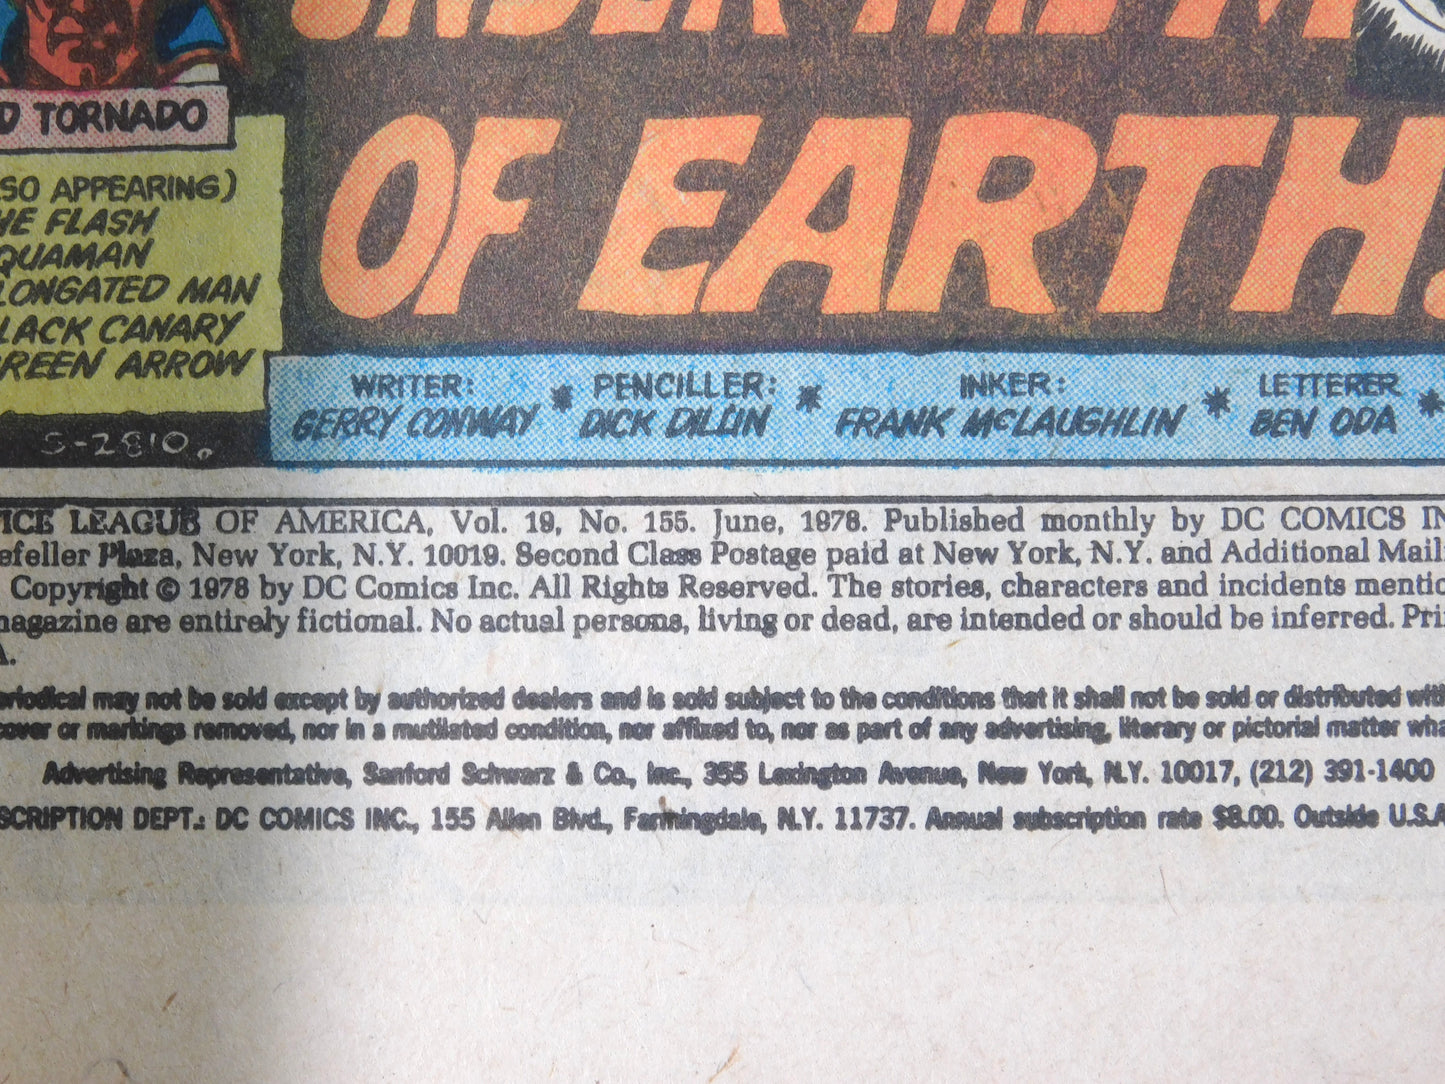 UNDER THE M
OF EARTH.
D TORNADO
SO APPEARING)
HE FLASH
QUAMAN
LONGATED MAN
LACK CANARY
REEN ARROW
S-2810.
WRITER: * PENCILLER: * INKER: * LETTERER *
GERRY CONWAY DICK DILLIN FRANK McLAUGHLIN BEN ODA
TICE LEAGUE OF AMERICA, Vol. 19, No. 155. June, 1978. Published monthly by DC COMICS IN
efeller Plaza, New York, N.Y. 10019. Second Class Postage paid at New York, N.Y. and Additional Mail
Copyright © 1978 by DC Comics Inc. All Rights Reserved. The stories, characters and incidents mentio
magazine are entirely fictional. No actual persons, living or dead, are intended or should be inferred. Pri
A.
eriodical may not be sold except by authorized dealers and is sold subject to the conditions that it shall not be sold or distributed with
cover or markings removed, nor in a mutilated condition, nor affixed to, nor as part of any advertising, literary or pictorial matter wha
Advertising Representative, Sanford Schwarz & Co., Inc., 355 Lexington Avenue, New York, N.Y. 10017, (212) 391-1400
SCRIPTION DEPT.: DC COMICS INC., 155 Allen Blvd., Farmingdale, N.Y. 11737. Annual subscription rate $8.00. Outside U.S.A